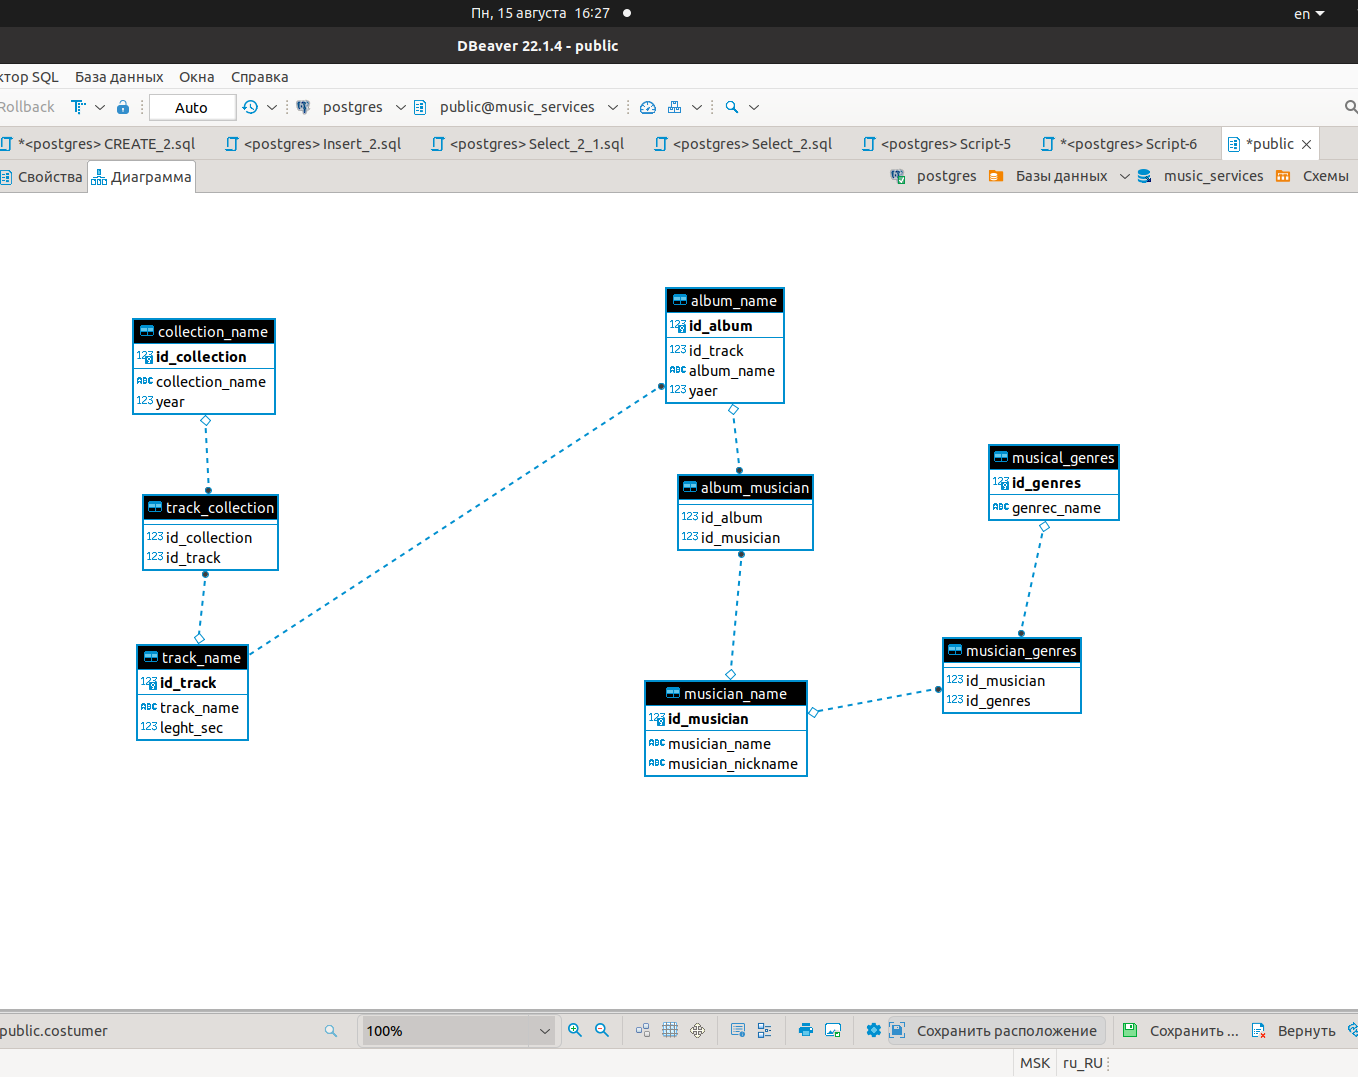 Пн, 15 августа 16:27
en
DBeaver 22.1.4 - public
ктор SQL База данных Окна Справка
Rollback Auto postgres public@music_services
*<postgres> CREATE_2.sql <postgres> Insert_2.sql <postgres> Select_2_1.sql <postgres> Select_2.sql <postgres> Script-5 *<postgres> Script-6 *public
Свойства Диаграмма postgres Базы данных music_services Схемы
collection_name
123 id_collection
ABC collection_name
123 year
track_collection
123 id_collection
123 id_track
track_name
123 id_track
ABC track_name
123 leght_sec
album_name
123 id_album
123 id_track
ABC album_name
123 yaer
album_musician
123 id_album
123 id_musician
musician_name
123 id_musician
ABC musician_name
ABC musician_nickname
musical_genres
123 id_genres
ABC genrec_name
musician_genres
123 id_musician
123 id_genres
public.costumer 100% Сохранить расположение Сохранить ... Вернуть
MSK ru_RU